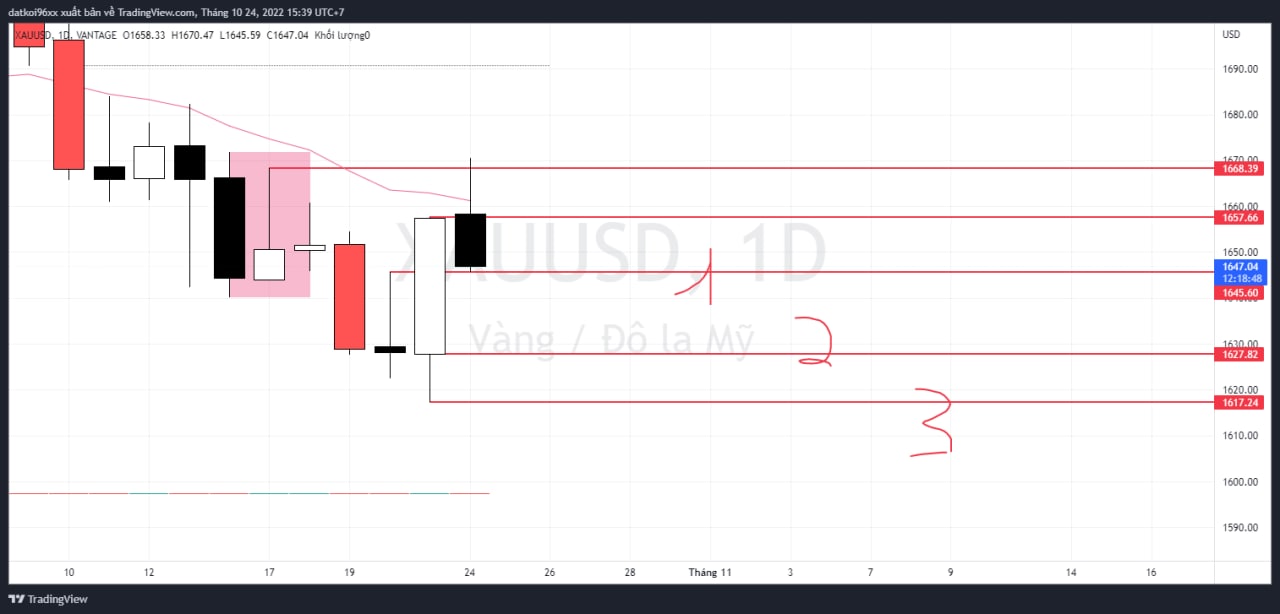 datkoi96xx xuất bản về TradingView.com, Tháng 10 24, 2022 15:39 UTC+7
XAUUSD, 1D, VANTAGE O1658.33 H1670.47 L1645.59 C1647.04 Khối lượng0
USD
1690.00
1680.00
1670.00
1668.39
1660.00
1657.66
XAUUSD, 1D
1650.00
1647.04
12:18:48
1645.60
1
Vàng / Đô la Mỹ
2
1630.00
1627.82
1620.00
1617.24
3
1610.00
1600.00
1590.00
10 12 17 19 24 26 28 Tháng 11 3 7 9 14 16
TradingView